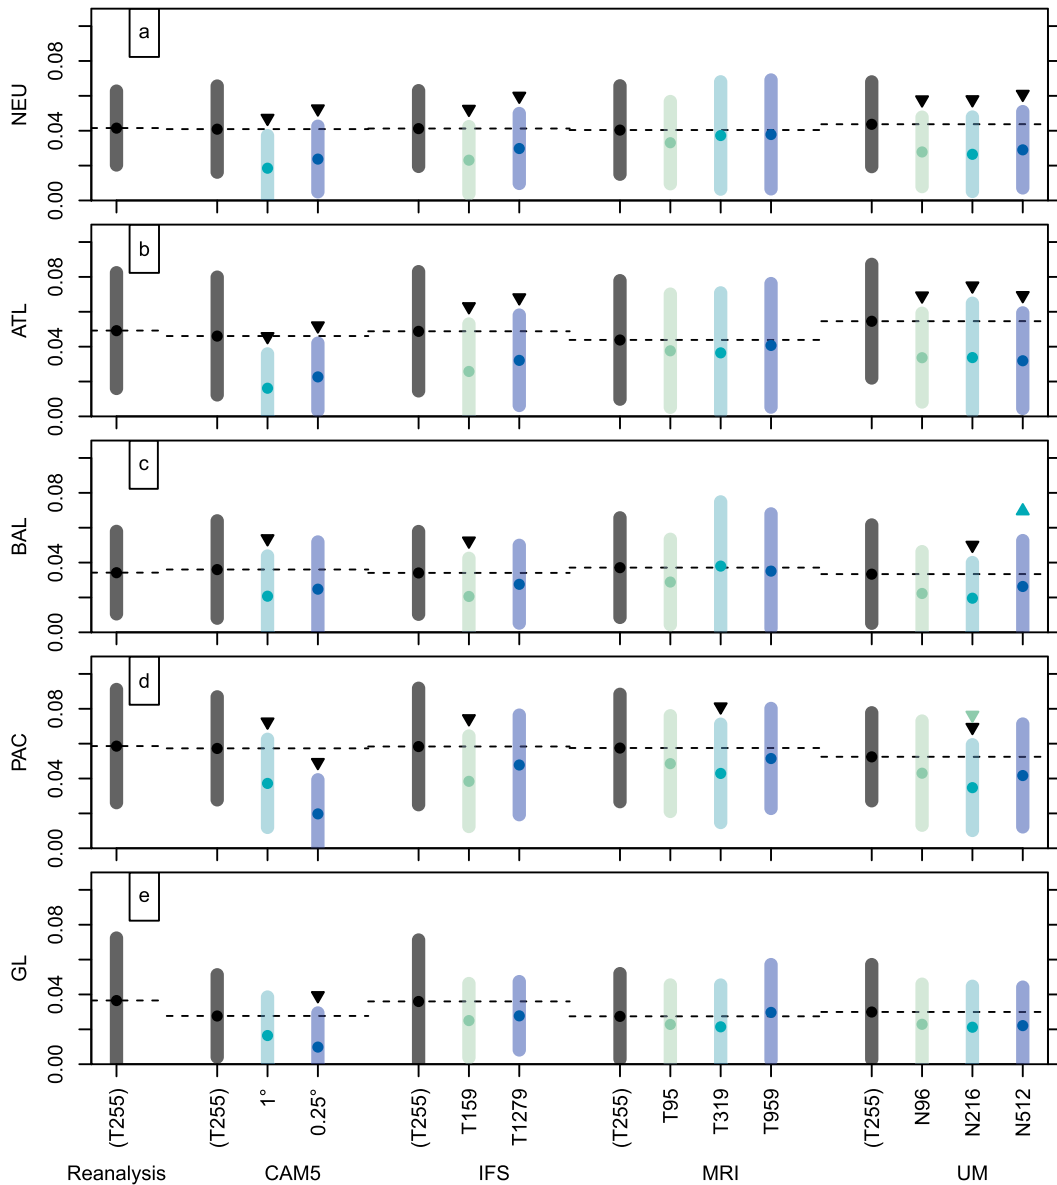 a
NEU
0.00 0.04 0.08
b
ATL
0.00 0.04 0.08
c
BAL
0.00 0.04 0.08
d
PAC
0.00 0.04 0.08
e
GL
0.00 0.04 0.08
(T255) (T255) 1° 0.25° (T255) T159 T1279 (T255) T95 T319 T959 (T255) N96 N216 N512
Reanalysis CAM5 IFS MRI UM